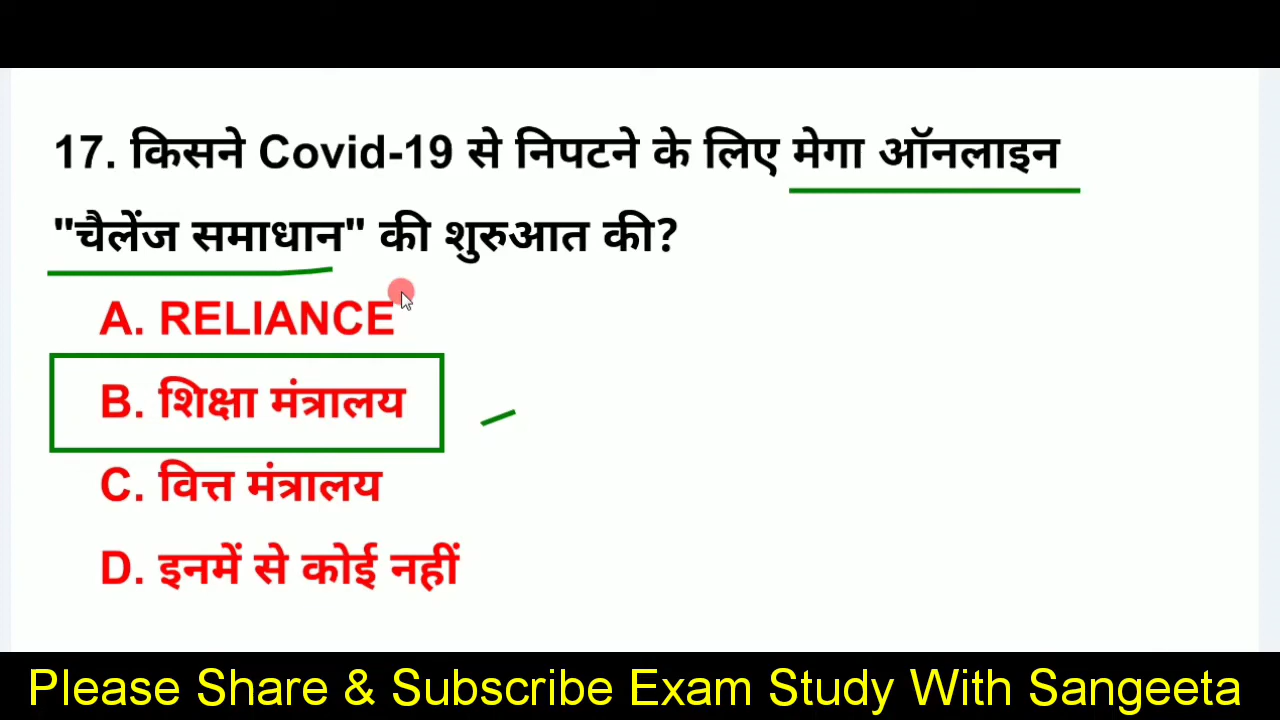 17. किसने Covid-19 से निपटने के लिए मेगा ऑनलाइन
"चैलेंज समाधान" की शुरुआत की?
A. RELIANCE
B. शिक्षा मंत्रालय
C. वित्त मंत्रालय
D. इनमें से कोई नहीं
Please Share & Subscribe Exam Study With Sangeeta